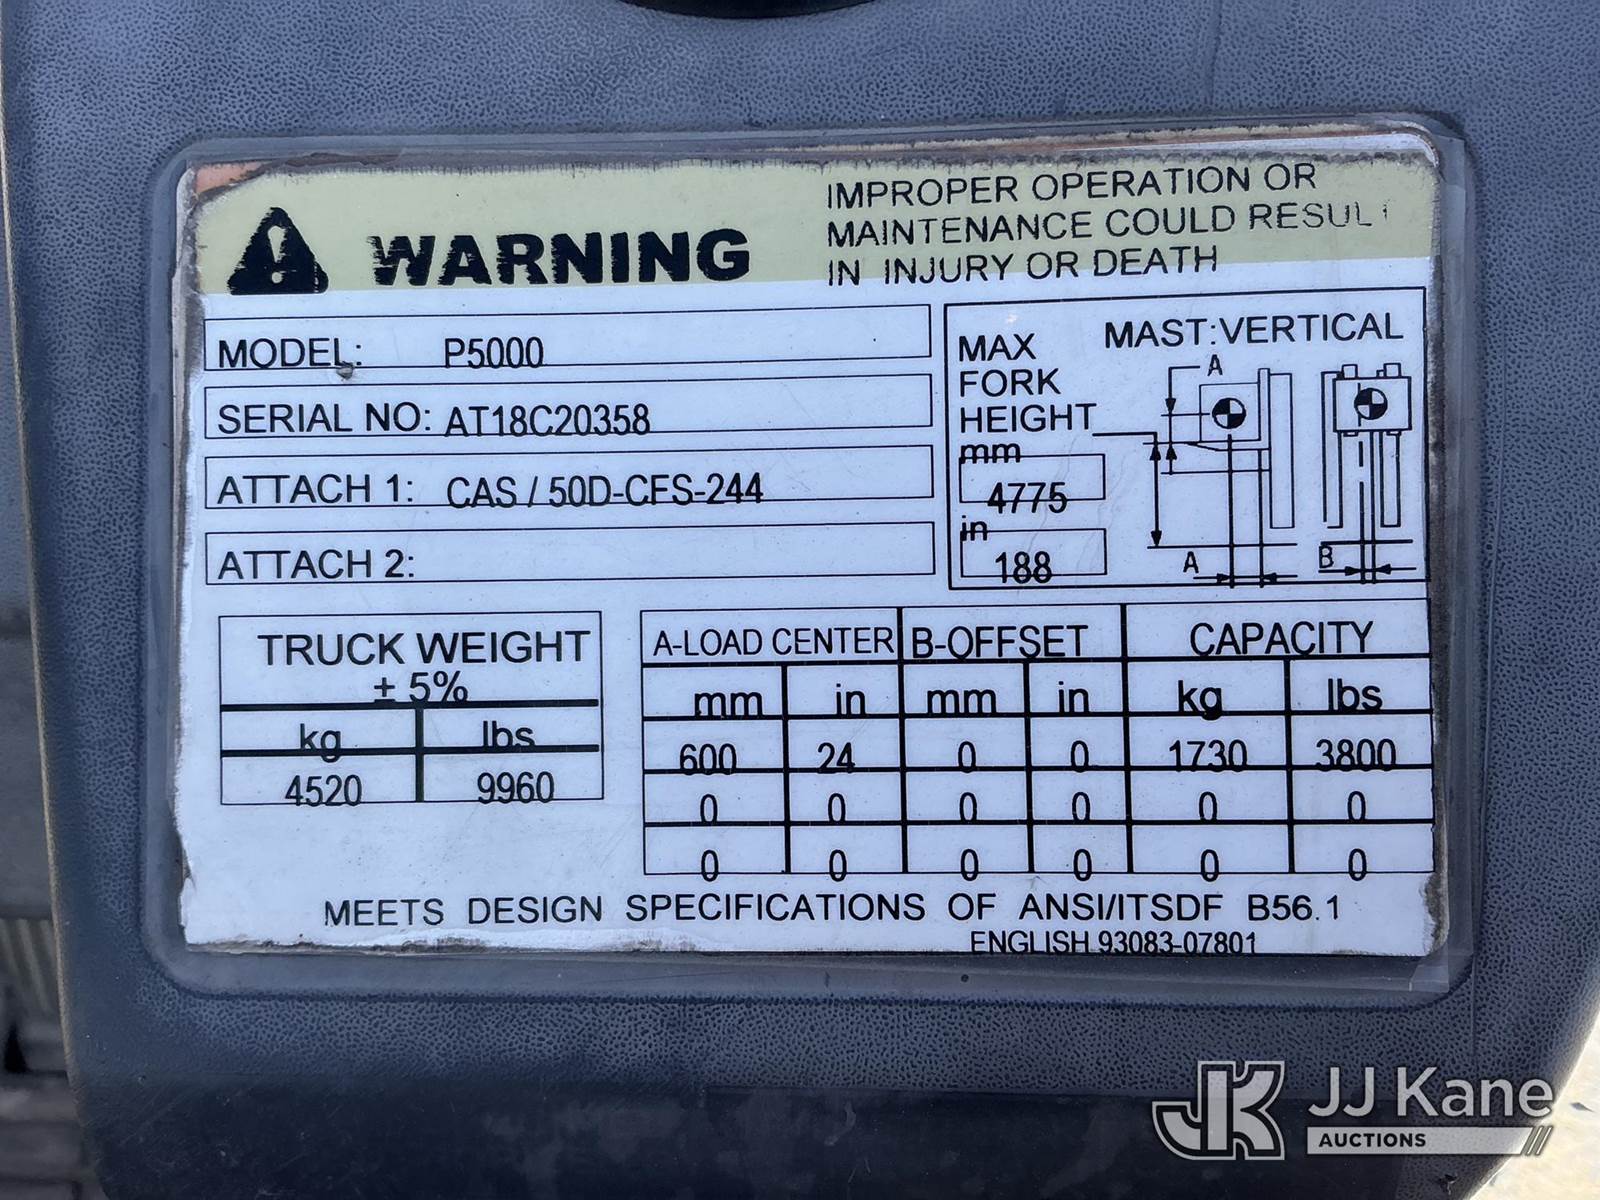 WARNING
IMPROPER OPERATION OR
MAINTENANCE COULD RESULT
IN INJURY OR DEATH
MODEL: P5000
SERIAL NO: AT18C20358
ATTACH 1: CAS / 50D-CFS-244
ATTACH 2:
MAX
FORK
HEIGHT
mm
4775
in
188
MAST:VERTICAL
A
A
B
TRUCK WEIGHT
± 5%
kg lbs
4520 9960
A-LOAD CENTER B-OFFSET CAPACITY
mm in mm in kg lbs
600 24 0 0 1730 3800
0 0 0 0 0 0
0 0 0 0 0 0
MEETS DESIGN SPECIFICATIONS OF ANSI/ITSDF B56.1
ENGLISH 93083-07801
JK JJ Kane
AUCTIONS